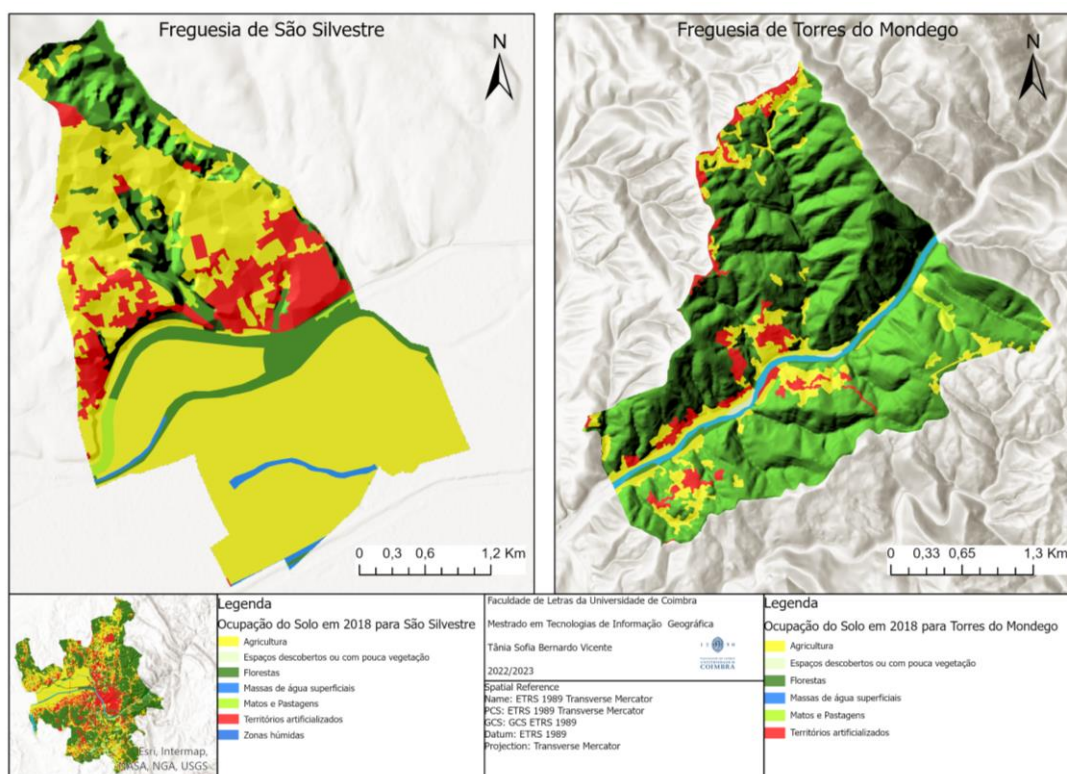 Freguesia de São Silvestre
N
0 0,3 0,6 1,2 Km
Freguesia de Torres do Mondego
N
0 0,33 0,65 1,3 Km
Esri, Intermap,
NASA, NGA, USGS
Legenda
Ocupação do Solo em 2018 para São Silvestre
Agricultura
Espaços descobertos ou com pouca vegetação
Florestas
Massas de água superficiais
Matos e Pastagens
Territórios artificializados
Zonas húmidas
Faculdade de Letras da Universidade de Coimbra
Mestrado em Tecnologias de Informação Geográfica
Tânia Sofia Bernardo Vicente
2022/2023
1 2 9 0
COIMBRA
Spatial Reference
Name: ETRS 1989 Transverse Mercator
PCS: ETRS 1989 Transverse Mercator
GCS: GCS ETRS 1989
Datum: ETRS 1989
Projection: Transverse Mercator
Legenda
Ocupação do Solo em 2018 para Torres do Mondego
Agricultura
Espaços descobertos ou com pouca vegetação
Florestas
Massas de água superficiais
Matos e Pastagens
Territórios artificializados